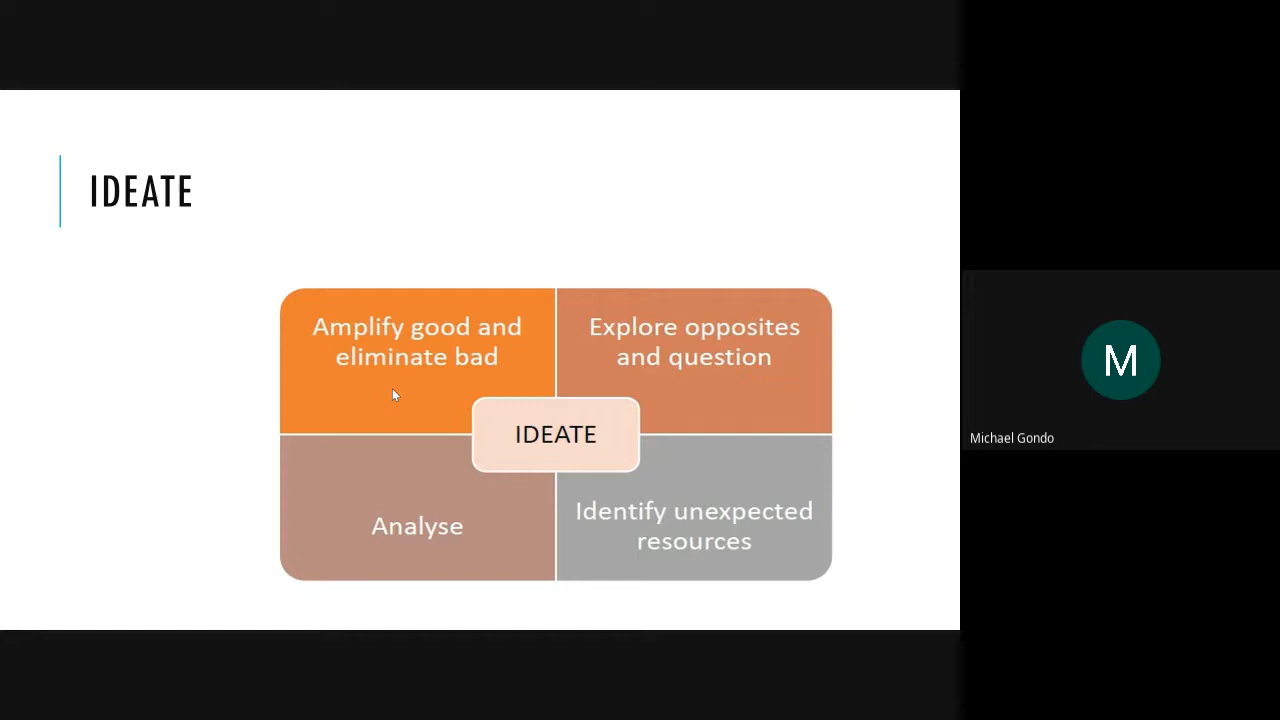 IDEATE
Amplify good and
eliminate bad
Explore opposites
and question
IDEATE
Analyse
Identify unexpected
resources
M
Michael Gondo